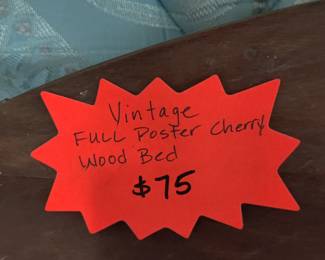 Vintage
FULL Poster Cherry
Wood Bed
$75